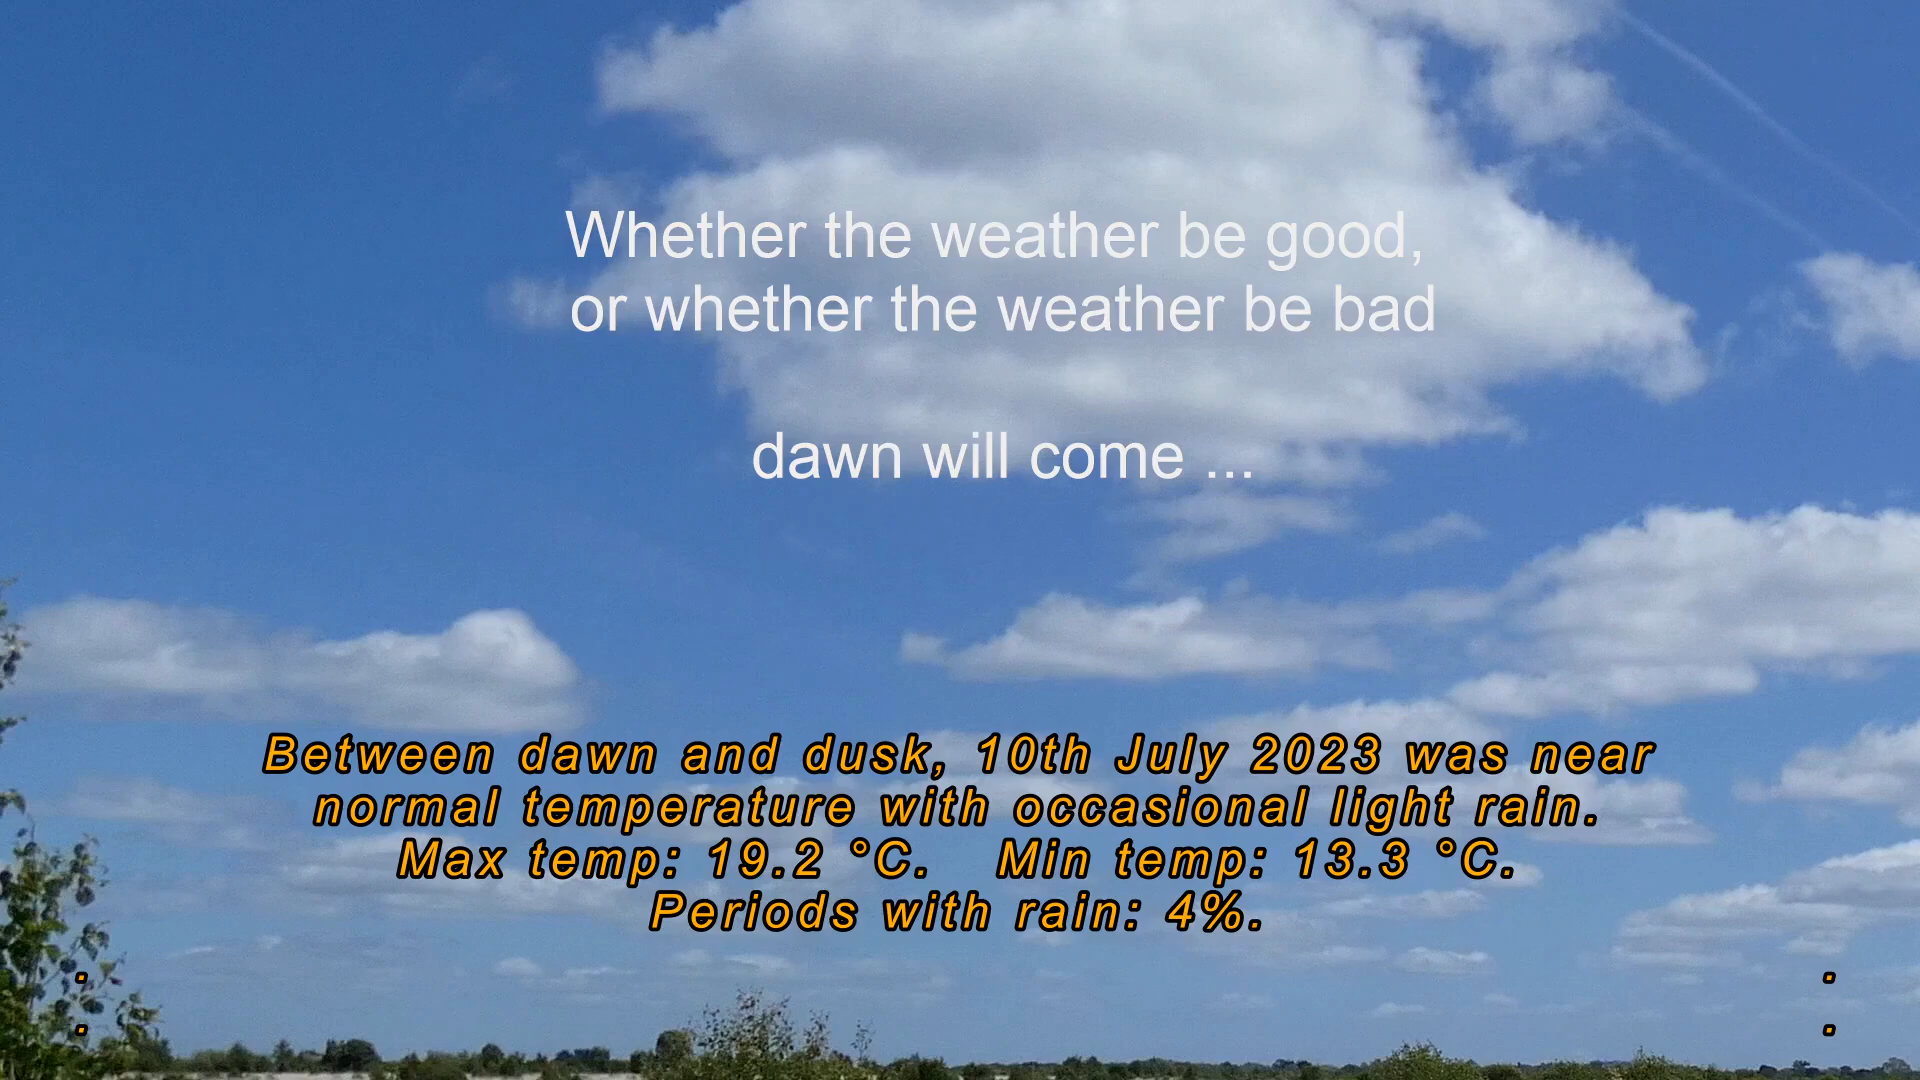 Whether the weather be good,
or whether the weather be bad
dawn will come ...
Between dawn and dusk, 10th July 2023 was near
normal temperature with occasional light rain.
Max temp: 19.2 °C. Min temp: 13.3 °C.
Periods with rain: 4%.
. .
. .